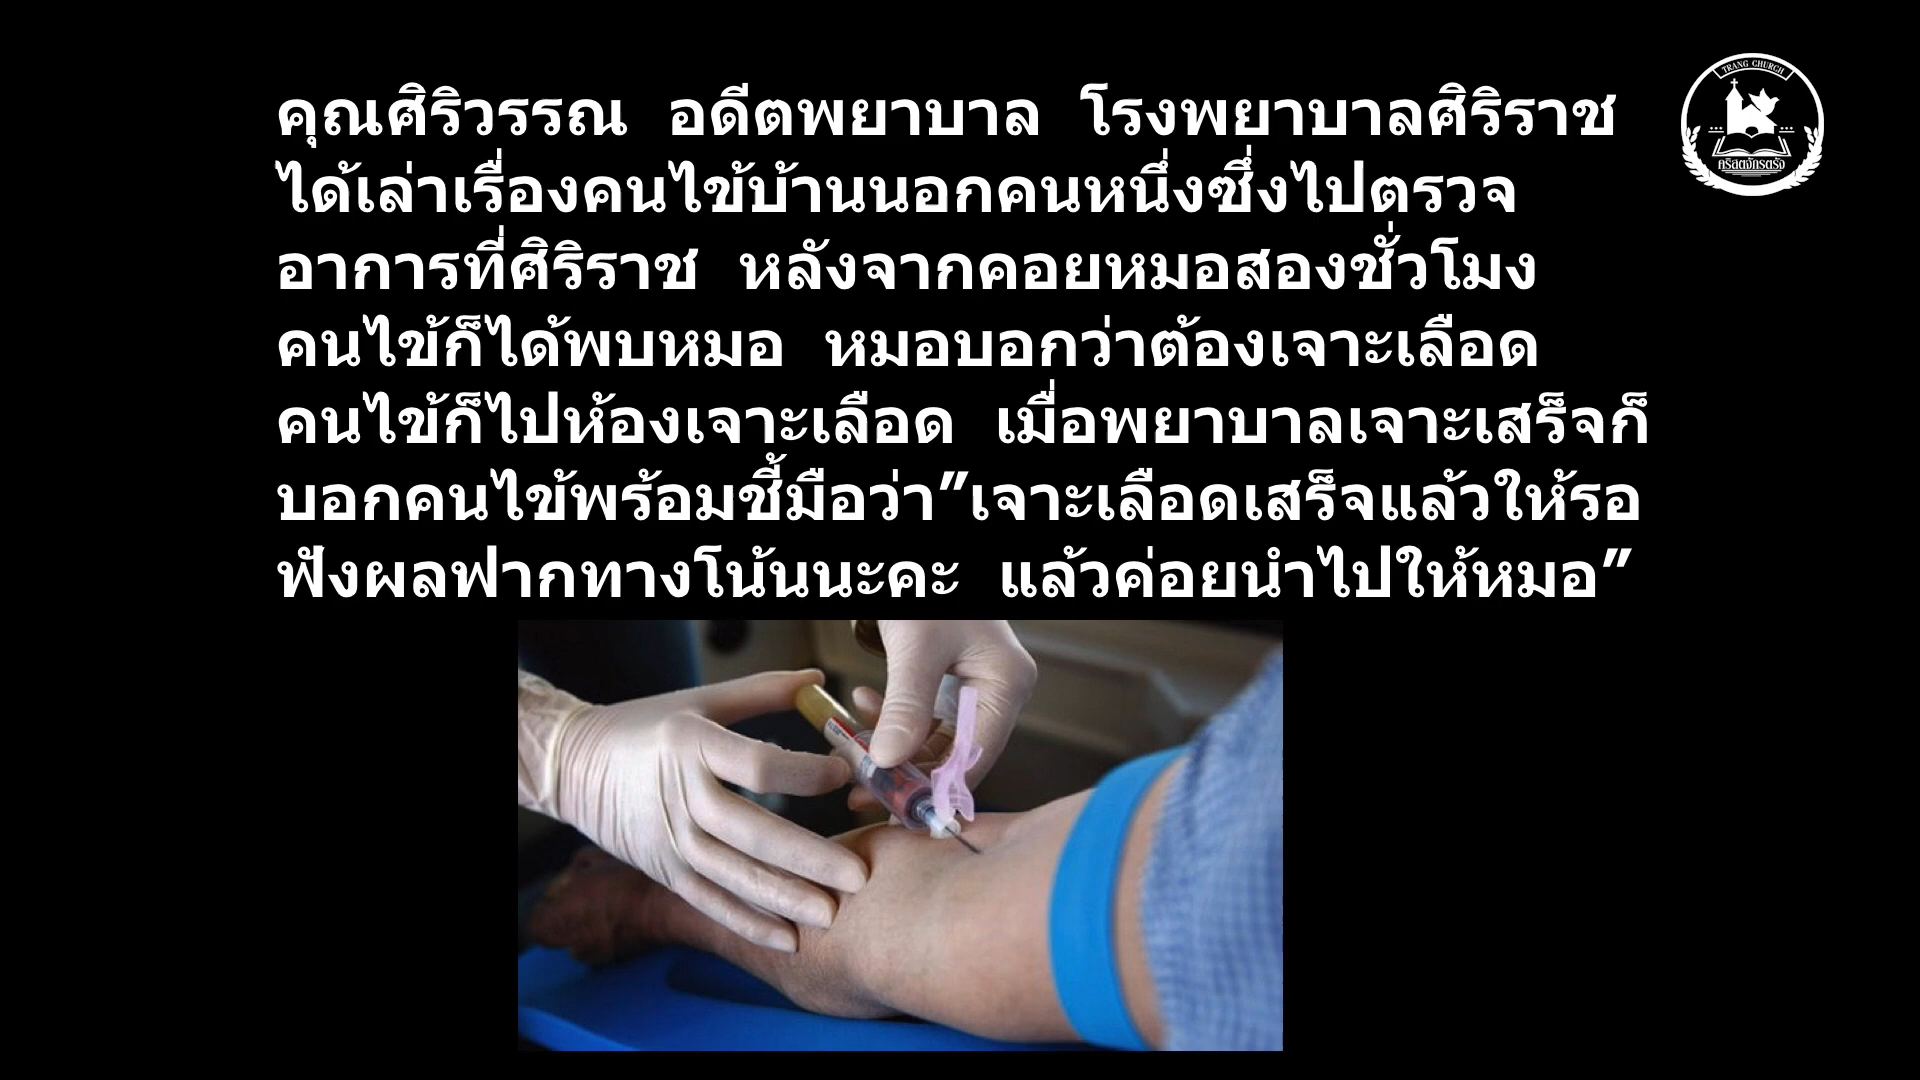 คุณศิริวรรณ อดีตพยาบาล โรงพยาบาลศิริราช
ได้เล่าเรื่องคนไข้บ้านนอกคนหนึ่งซึ่งไปตรวจ
อาการที่ศิริราช หลังจากคอยหมอสองชั่วโมง
คนไข้ก็ได้พบหมอ หมอบอกว่าต้องเจาะเลือด
คนไข้ก็ไปห้องเจาะเลือด เมื่อพยาบาลเจาะเสร็จก็
บอกคนไข้พร้อมชี้มือว่า”เจาะเลือดเสร็จแล้วให้รอ
ฟังผลฟากทางโน้นนะคะ แล้วค่อยนำไปให้หมอ”
TRANG CHURCH
คริสตจักรตรัง